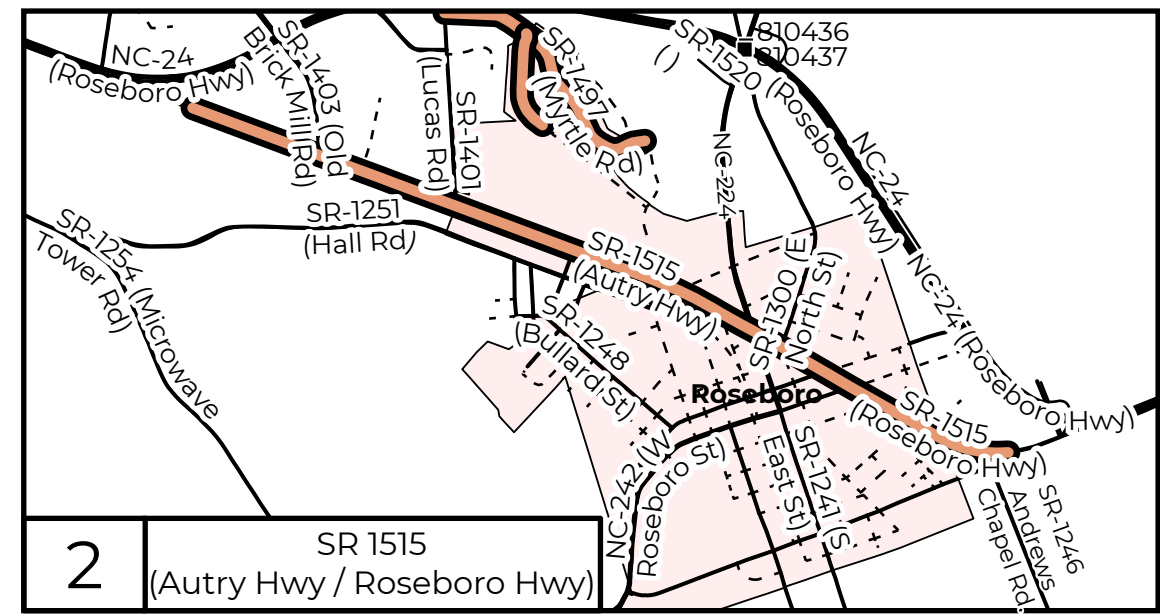 NC-24
(Roseboro Hwy)
SR-1403 (Old
Brick Mill Rd)
SR-1401
(Lucas Rd)
SR-1497
(Myrtle Rd)
SR-1520
( )
810436
810437
(Roseboro Hwy)
NC-24
NC-24 (Roseboro Hwy)
SR-1251
(Hall Rd)
SR-1254 (Microwave
Tower Rd)
SR-1515
(Autry Hwy)
SR-1300 (E
North St)
SR-1248
(Bullard St)
Roseboro
SR-1515
(Roseboro Hwy)
NC-242 (W
Roseboro St)
SR-1241 (S
East St)
SR-1246
Andrews
Chapel Rd
2
SR 1515
(Autry Hwy / Roseboro Hwy)